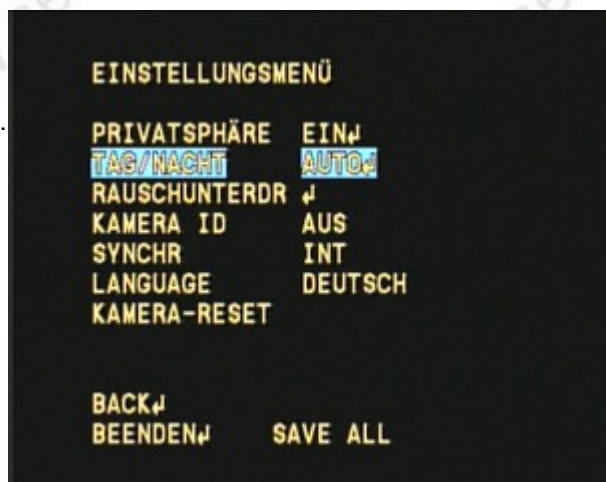 EINSTELLUNGSMENÜ
PRIVATSPHÄRE EIN↲
TAG/NACHT AUTO↲
RAUSCHUNTERDR ↲
KAMERA ID AUS
SYNCHR INT
LANGUAGE DEUTSCH
KAMERA-RESET
BACK↲
BEENDEN↲ SAVE ALL